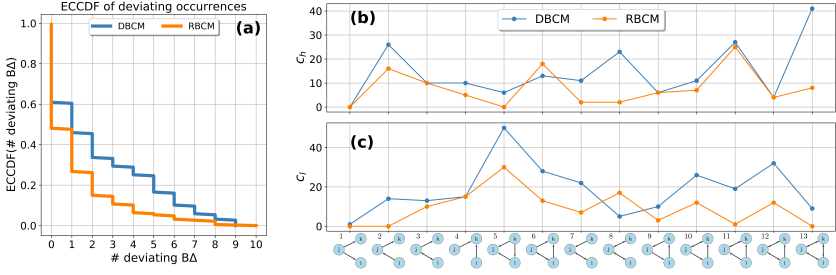 ECCDF of deviating occurrences
DBCM
RBCM
(a)
ECCDF(# deviating BΔ)
1.0
0.8
0.6
0.4
0.2
0.0
0 1 2 3 4 5 6 7 8 9 10
# deviating BΔ
(b)
DBCM
RBCM
c_h
40
30
20
10
0
(c)
DBCM
RBCM
c_l
40
20
0
1 2 3 4 5 6 7 8 9 10 11 12 13
k k k k k k k k k k k k k
j j j j j j j j j j j j j
i i i i i i i i i i i i i